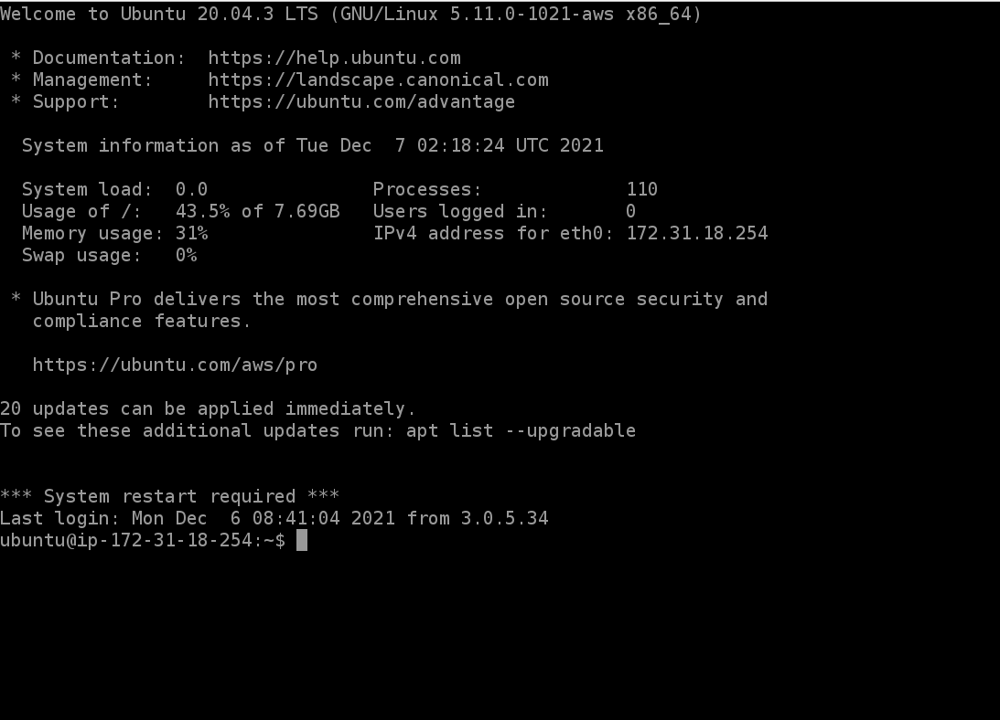 Welcome to Ubuntu 20.04.3 LTS (GNU/Linux 5.11.0-1021-aws x86_64)
 * Documentation:  https://help.ubuntu.com
 * Management:     https://landscape.canonical.com
 * Support:        https://ubuntu.com/advantage
  System information as of Tue Dec  7 02:18:24 UTC 2021
  System load:  0.0               Processes:             110
  Usage of /:   43.5% of 7.69GB   Users logged in:       0
  Memory usage: 31%               IPv4 address for eth0: 172.31.18.254
  Swap usage:   0%
 * Ubuntu Pro delivers the most comprehensive open source security and
   compliance features.
   https://ubuntu.com/aws/pro
20 updates can be applied immediately.
To see these additional updates run: apt list --upgradable
*** System restart required ***
Last login: Mon Dec  6 08:41:04 2021 from 3.0.5.34
ubuntu@ip-172-31-18-254:~$